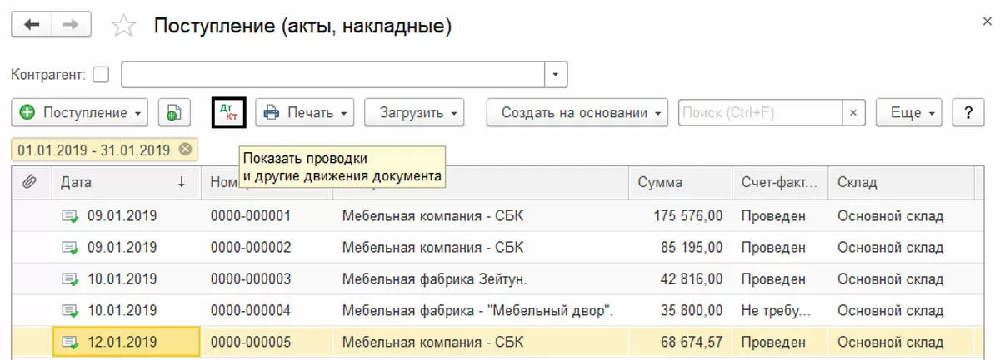 Поступление (акты, накладные)
Контрагент:
Поступление Дт Кт Печать Загрузить Создать на основании Поиск (Ctrl+F) Еще ?
01.01.2019 - 31.01.2019
Показать проводки
и другие движения документа
Дата Сумма Счет-факт... Склад
09.01.2019 0000-000001 Мебельная компания - СБК 175 576,00 Проведен Основной склад
09.01.2019 0000-000002 Мебельная компания - СБК 85 195,00 Проведен Основной склад
10.01.2019 0000-000003 Мебельная фабрика Зейтун. 42 816,00 Проведен Основной склад
10.01.2019 0000-000004 Мебельная фабрика - "Мебельный двор". 35 800,00 Не требу... Основной склад
12.01.2019 0000-000005 Мебельная компания - СБК 68 674,57 Проведен Основной склад